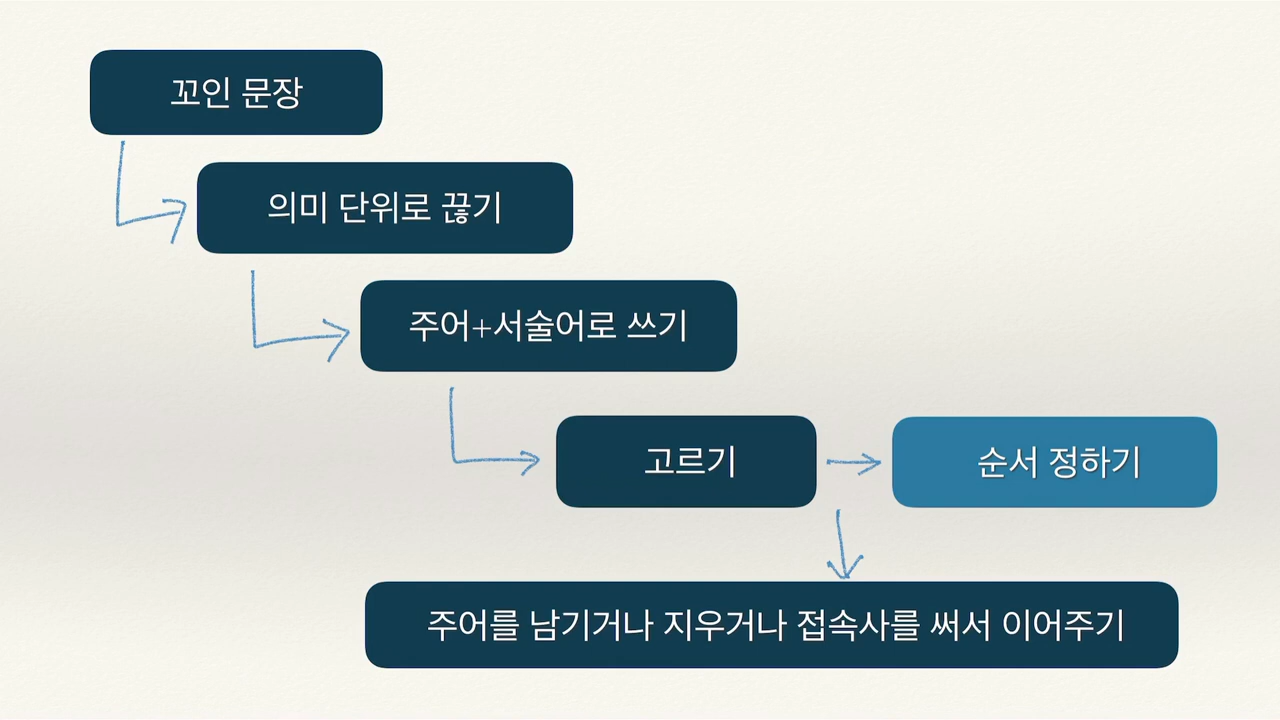 꼬인 문장
의미 단위로 끊기
주어+서술어로 쓰기
고르기
순서 정하기
주어를 남기거나 지우거나 접속사를 써서 이어주기